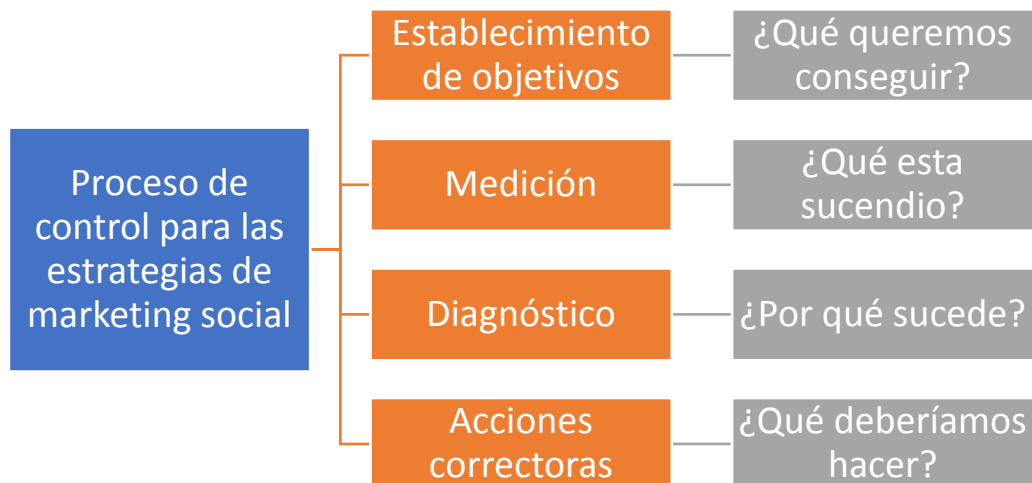 Proceso de
control para las
estrategias de
marketing social
Establecimiento
de objetivos
¿Qué queremos
conseguir?
Medición
¿Qué esta
sucendio?
Diagnóstico
¿Por qué sucede?
Acciones
correctoras
¿Qué deberíamos
hacer?